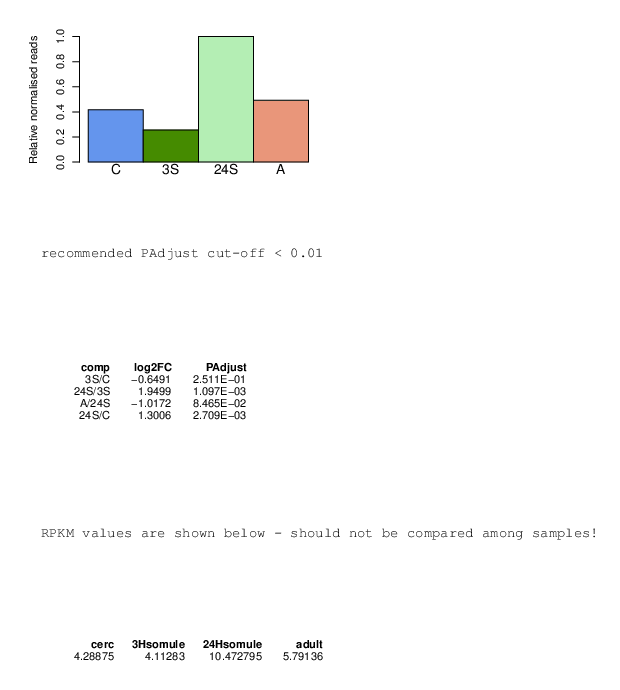 Relative normalised reads
1.0
0.8
0.6
0.4
0.2
0.0
C 3S 24S A
recommended PAdjust cut-off < 0.01
comp log2FC PAdjust
3S/C −0.6491 2.511E−01
24S/3S 1.9499 1.097E−03
A/24S −1.0172 8.465E−02
24S/C 1.3006 2.709E−03
RPKM values are shown below - should not be compared among samples!
cerc 3Hsomule 24Hsomule adult
4.28875 4.11283 10.472795 5.79136